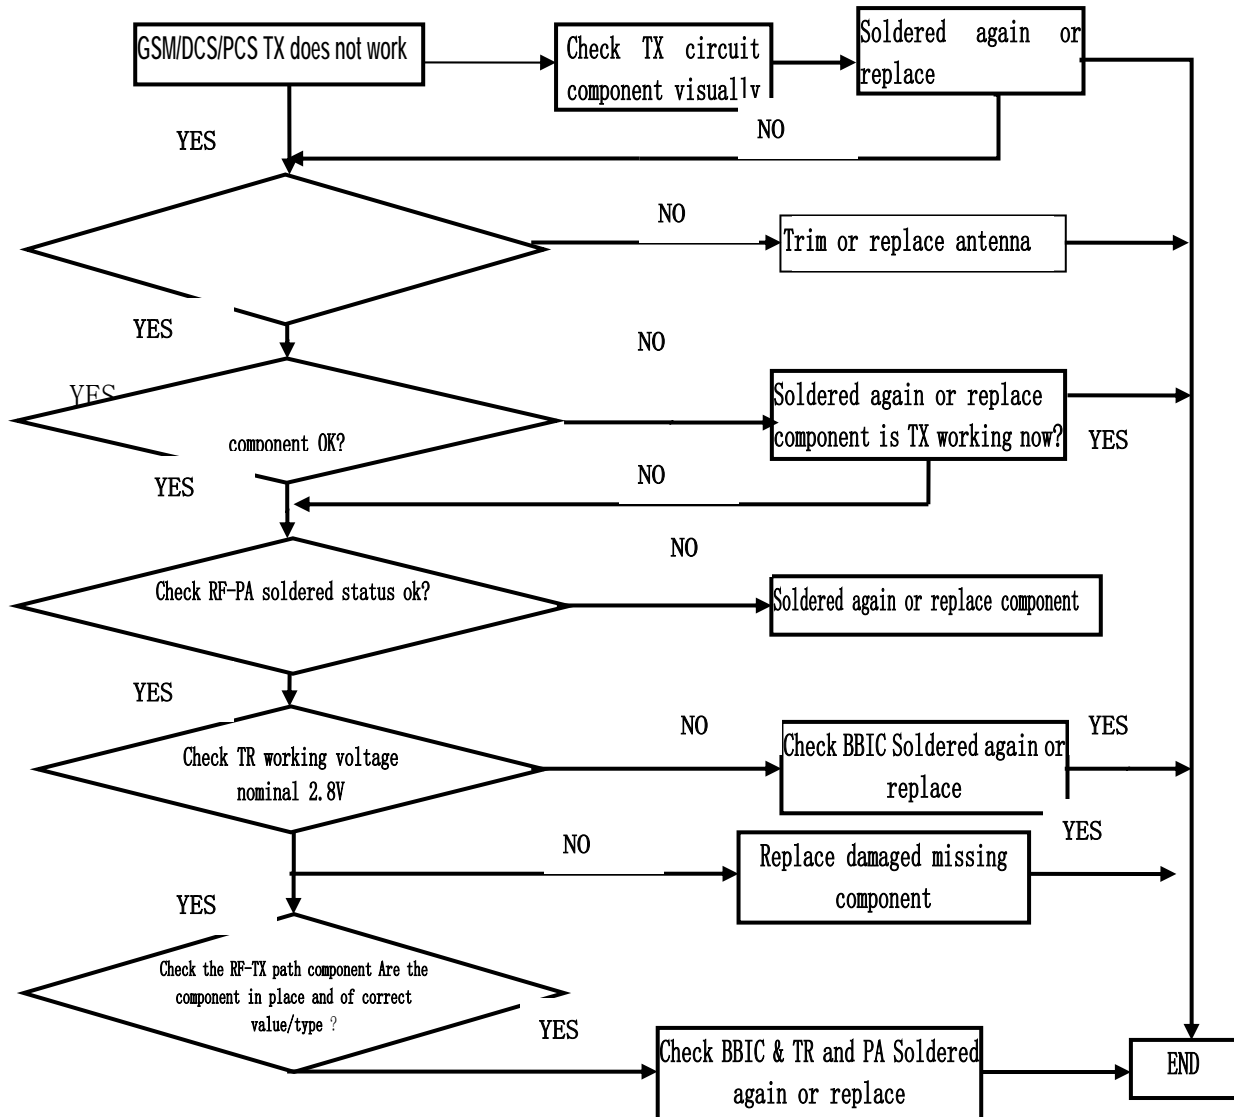 GSM/DCS/PCS TX does not work
Check TX circuit
component visually
Soldered again or
replace
YES
NO
NO
Trim or replace antenna
YES
NO
YES
Soldered again or replace
component is TX working now?
YES
component OK?
YES
NO
NO
Check RF-PA soldered status ok?
Soldered again or replace component
YES
NO
YES
Check TR working voltage
nominal 2.8V
Check BBIC Soldered again or
replace
YES
NO
Replace damaged missing
component
YES
Check the RF-TX path component Are the
component in place and of correct
value/type ?
YES
Check BBIC & TR and PA Soldered
again or replace
END